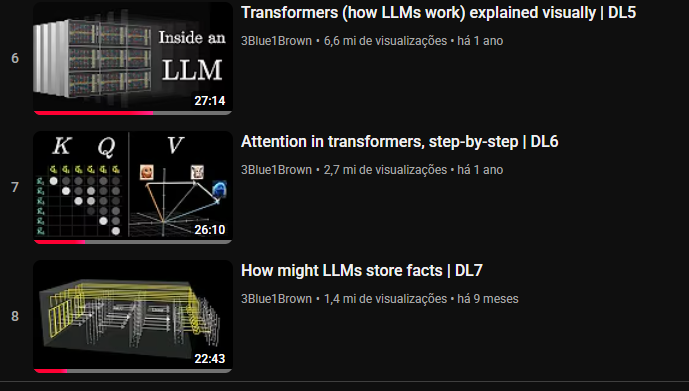 6
Inside an
LLM
27:14
Transformers (how LLMs work) explained visually | DL5
3Blue1Brown • 6,6 mi de visualizações • há 1 ano
7
K Q V
26:10
Attention in transformers, step-by-step | DL6
3Blue1Brown • 2,7 mi de visualizações • há 1 ano
8
22:43
How might LLMs store facts | DL7
3Blue1Brown • 1,4 mi de visualizações • há 9 meses